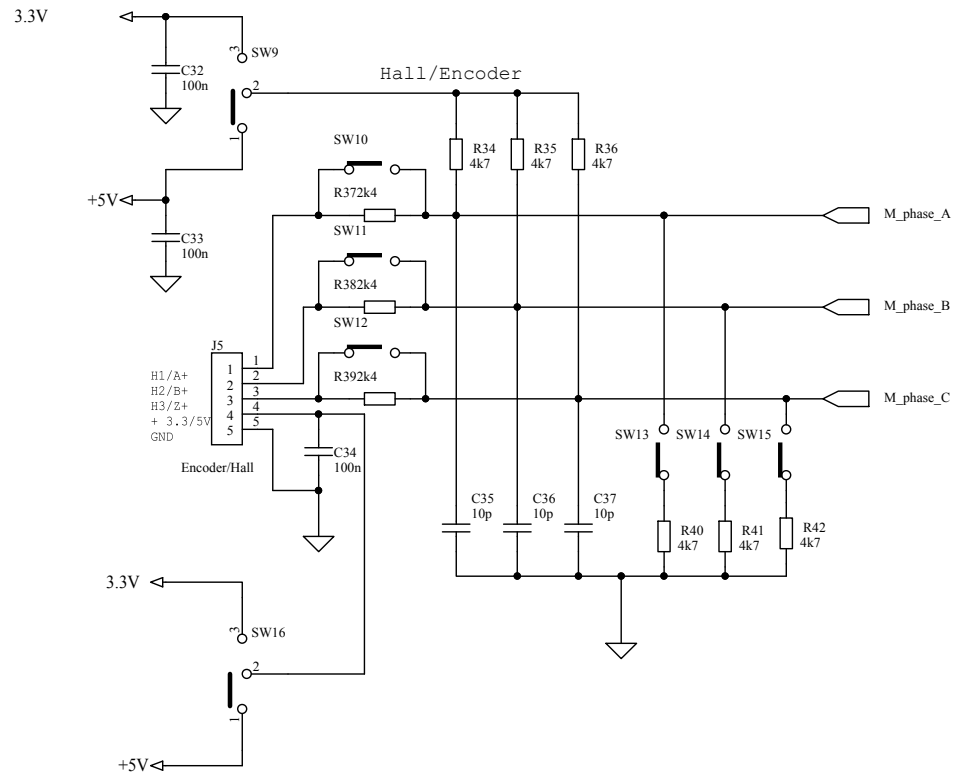 3.3V
3
SW9
C32
100n
2
Hall/Encoder
1
SW10
R34
4k7
R35
4k7
R36
4k7
+5V
R372k4
C33
100n
SW11
M_phase_A
R382k4
SW12
M_phase_B
J5
R392k4
H1/A+
H2/B+
H3/Z+
+ 3.3/5V
GND
1
2
3
4
5
1
2
3
4
5
M_phase_C
Encoder/Hall
C34
100n
SW13
SW14
SW15
C35
10p
C36
10p
C37
10p
R40
4k7
R41
4k7
R42
4k7
3.3V
3
SW16
2
1
+5V